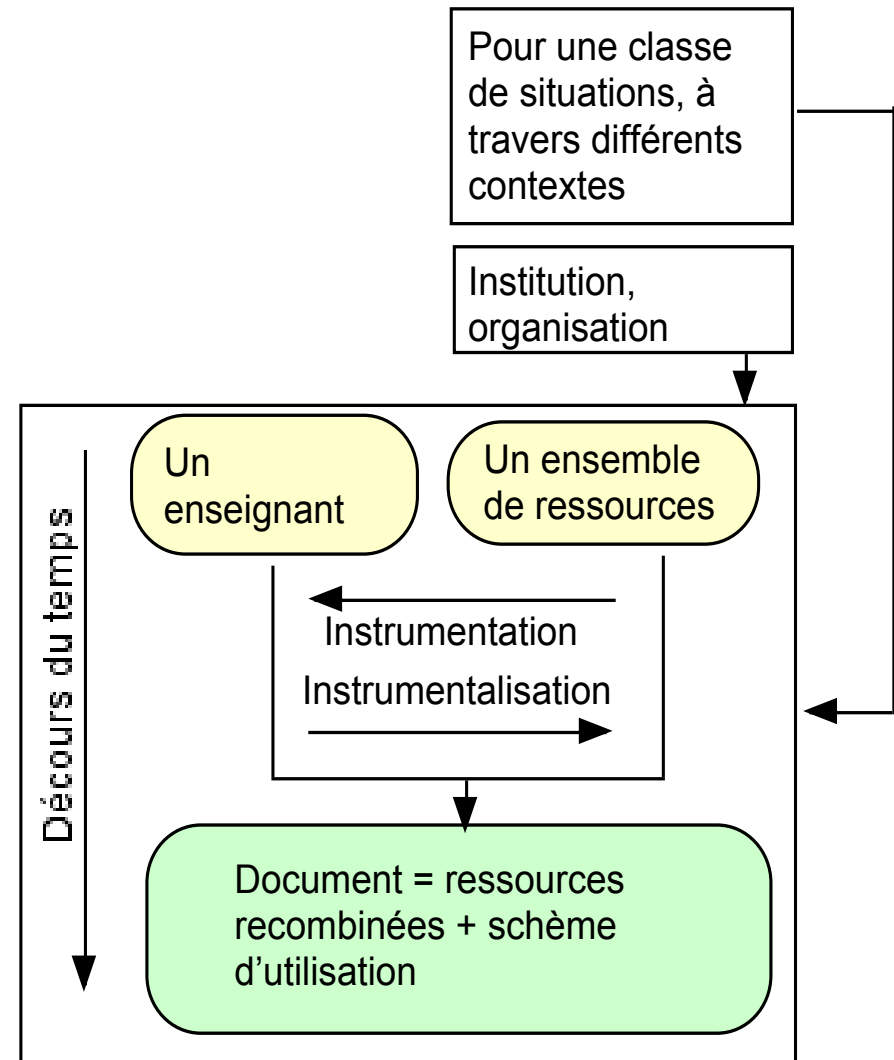 Pour une classe
de situations, à
travers différents
contextes
Institution,
organisation
Un
enseignant
Un ensemble
de ressources
Décours du temps
Instrumentation
Instrumentalisation
Document = ressources
recombinées + schème
d’utilisation